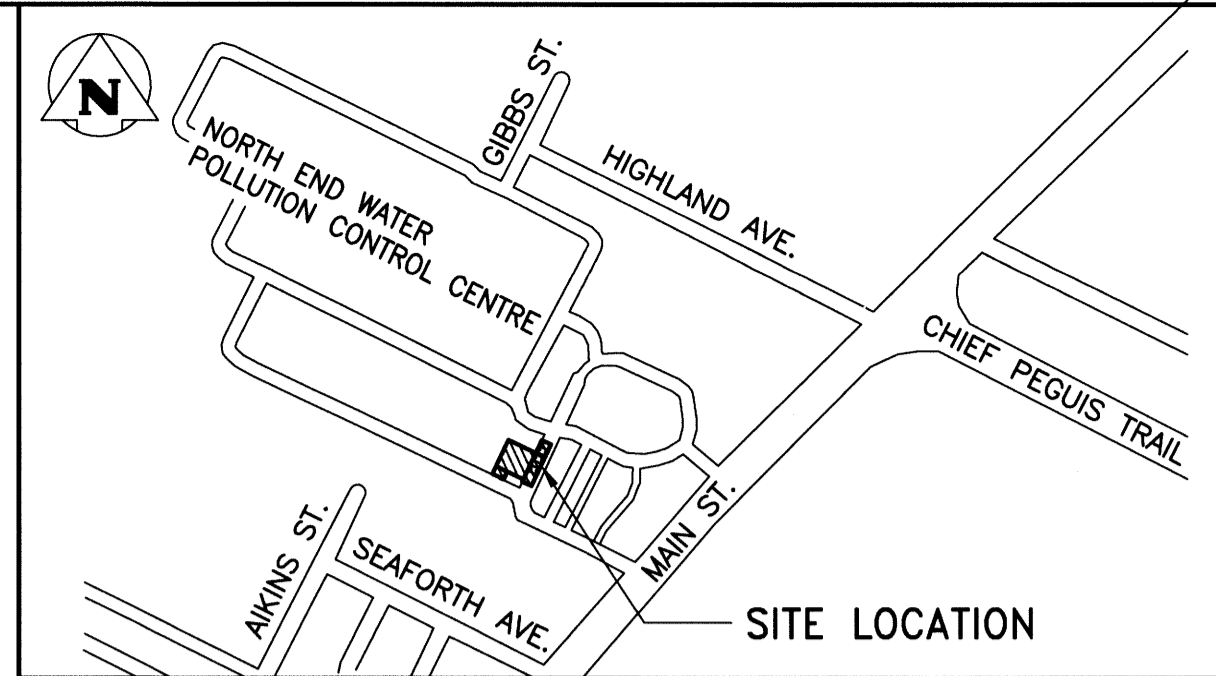 N
GIBBS ST.
HIGHLAND AVE.
NORTH END WATER
POLLUTION CONTROL CENTRE
CHIEF PEGUIS TRAIL
MAIN ST.
AIKINS ST.
SEAFORTH AVE.
SITE LOCATION